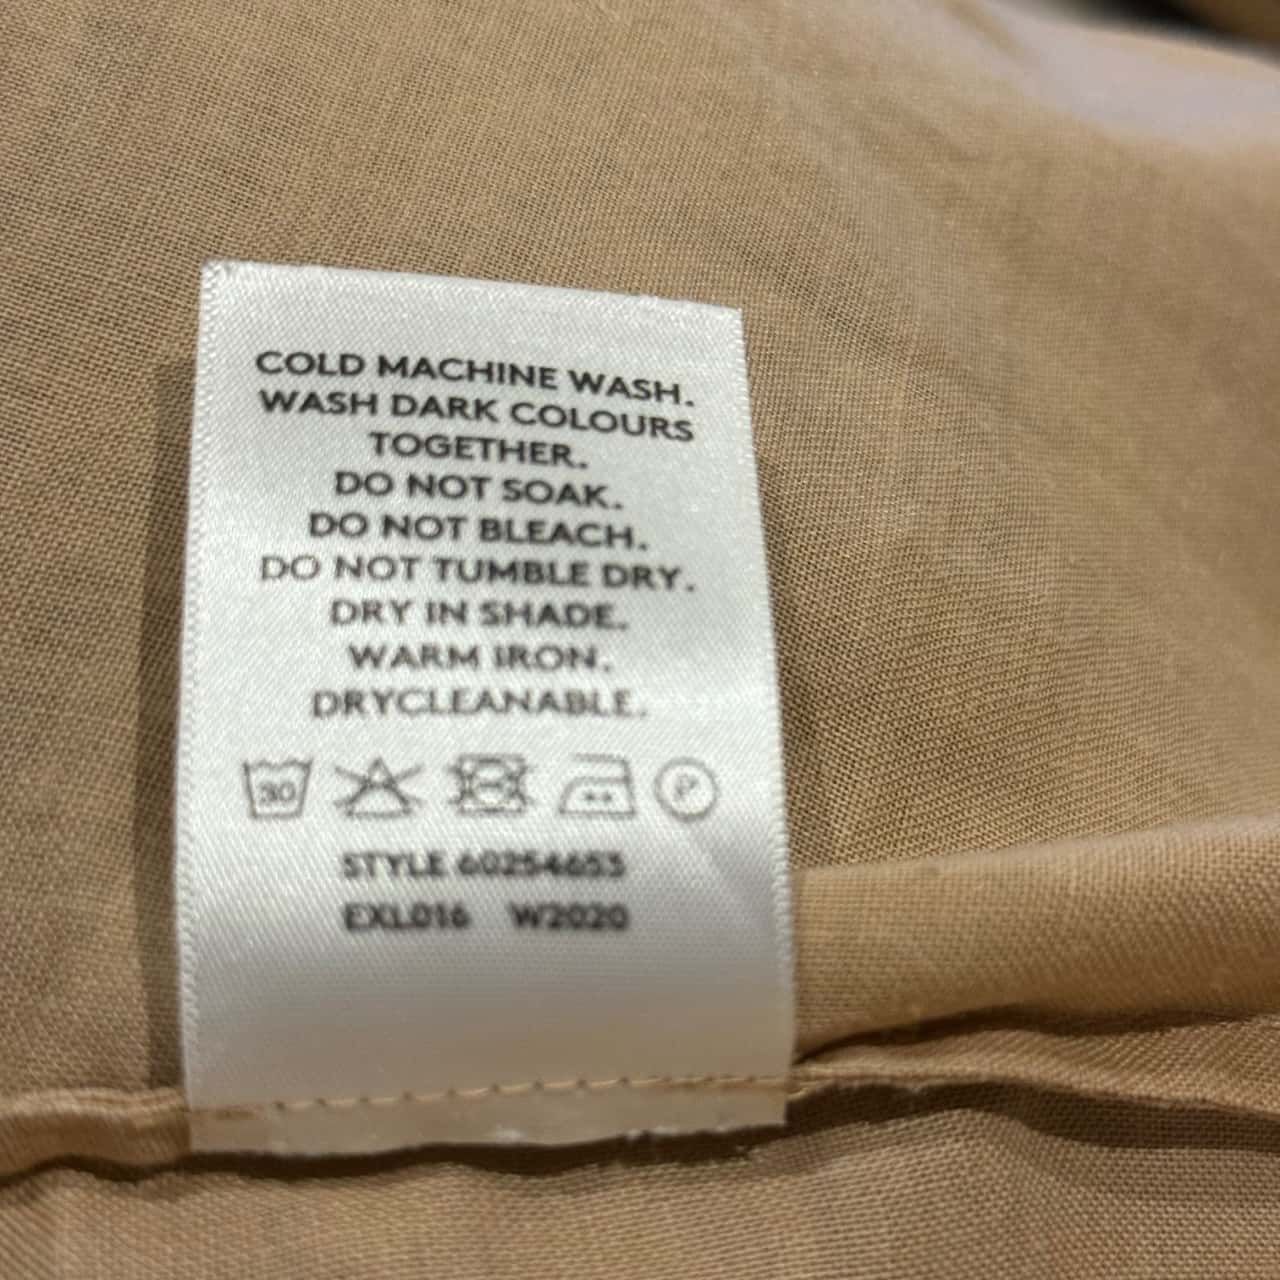 COLD MACHINE WASH.
WASH DARK COLOURS
TOGETHER.
DO NOT SOAK.
DO NOT BLEACH.
DO NOT TUMBLE DRY.
DRY IN SHADE.
WARM IRON.
DRYCLEANABLE.
30 P
STYLE 60254653
EXL016 W2020